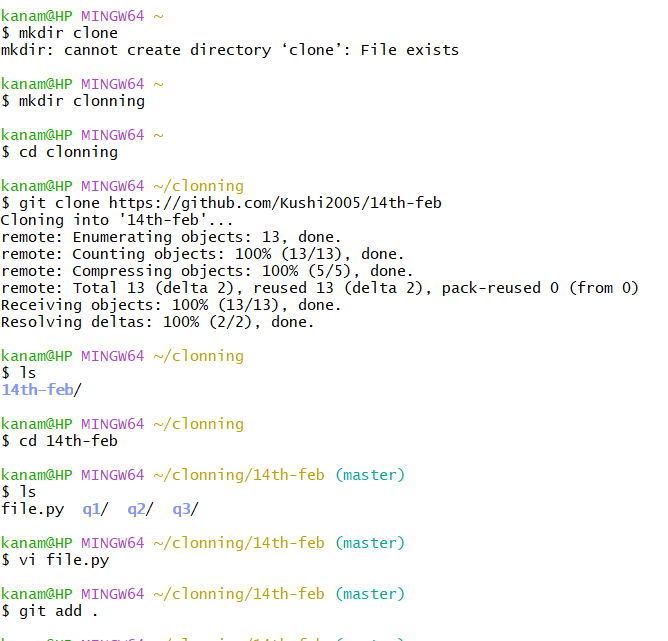 kanam@HP MINGW64 ~
$ mkdir clone
mkdir: cannot create directory ‘clone’: File exists
kanam@HP MINGW64 ~
$ mkdir clonning
kanam@HP MINGW64 ~
$ cd clonning
kanam@HP MINGW64 ~/clonning
$ git clone https://github.com/Kushi2005/14th-feb
Cloning into '14th-feb'...
remote: Enumerating objects: 13, done.
remote: Counting objects: 100% (13/13), done.
remote: Compressing objects: 100% (5/5), done.
remote: Total 13 (delta 2), reused 13 (delta 2), pack-reused 0 (from 0)
Receiving objects: 100% (13/13), done.
Resolving deltas: 100% (2/2), done.
kanam@HP MINGW64 ~/clonning
$ ls
14th-feb/
kanam@HP MINGW64 ~/clonning
$ cd 14th-feb
kanam@HP MINGW64 ~/clonning/14th-feb (master)
$ ls
file.py  q1/  q2/  q3/
kanam@HP MINGW64 ~/clonning/14th-feb (master)
$ vi file.py
kanam@HP MINGW64 ~/clonning/14th-feb (master)
$ git add .